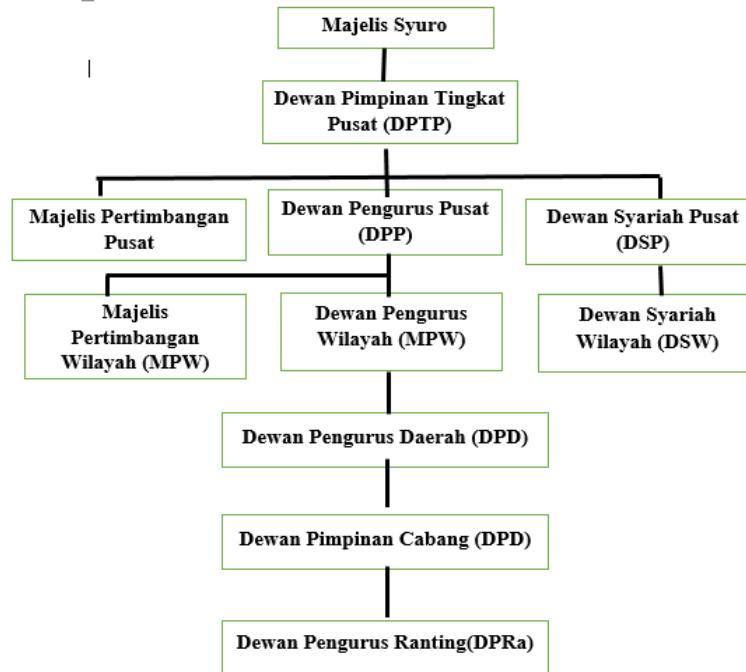 Majelis Syuro
Dewan Pimpinan Tingkat
Pusat (DPTP)
Majelis Pertimbangan
Pusat
Dewan Pengurus Pusat
(DPP)
Dewan Syariah Pusat
(DSP)
Majelis
Pertimbangan
Wilayah (MPW)
Dewan Pengurus
Wilayah (MPW)
Dewan Syariah
Wilayah (DSW)
Dewan Pengurus Daerah (DPD)
Dewan Pimpinan Cabang (DPD)
Dewan Pengurus Ranting(DPRa)